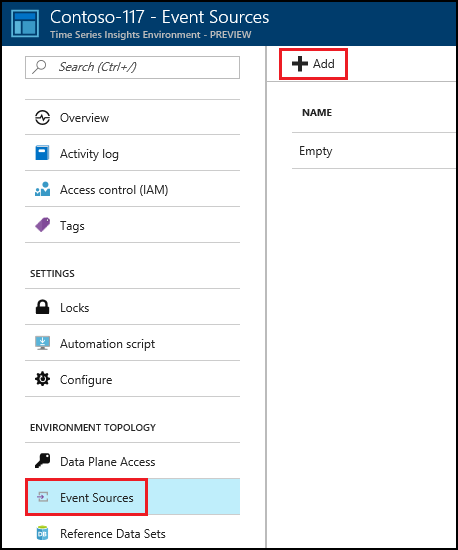 Contoso-117 - Event Sources
Time Series Insights Environment - PREVIEW
Search (Ctrl+/)
Overview
Activity log
Access control (IAM)
Tags
SETTINGS
Locks
Automation script
Configure
ENVIRONMENT TOPOLOGY
Data Plane Access
Event Sources
Reference Data Sets
Add
NAME
Empty